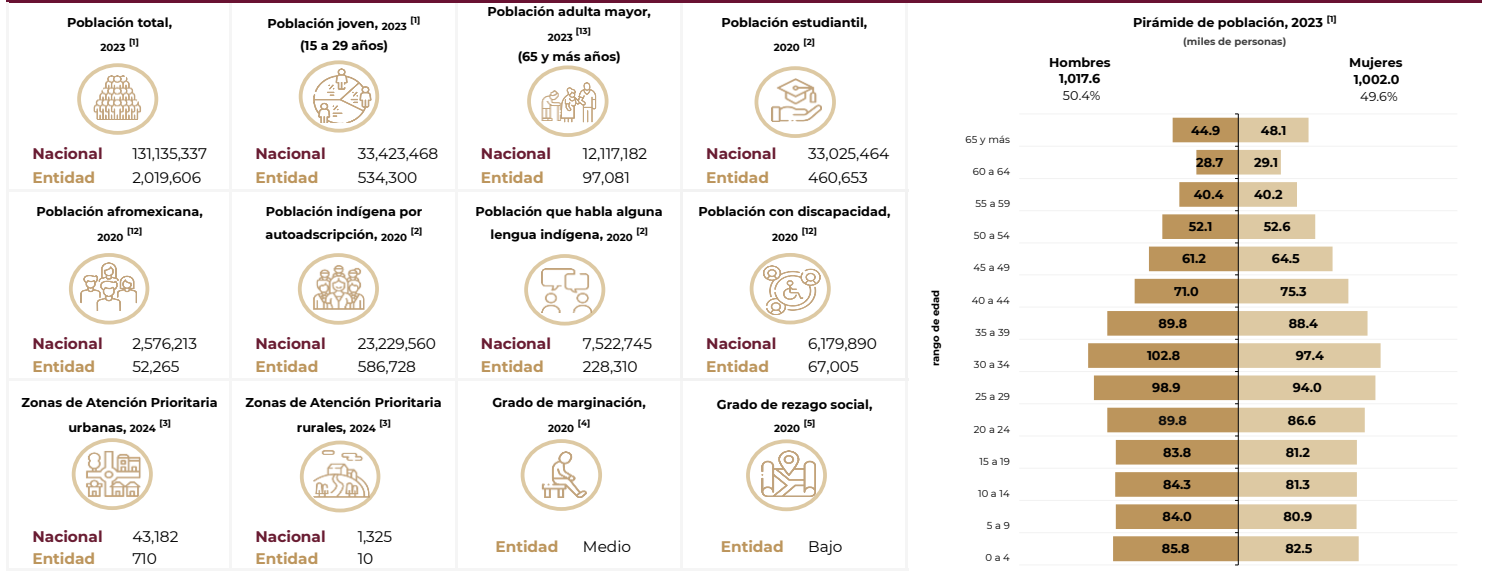 Población total,
2023 [1]
Nacional 131,135,337
Entidad 2,019,606
Población joven, 2023 [1]
(15 a 29 años)
Nacional 33,423,468
Entidad 534,300
Población adulta mayor,
2023 [13]
(65 y más años)
Nacional 12,117,182
Entidad 97,081
Población estudiantil,
2020 [2]
Nacional 33,025,464
Entidad 460,653
Población afromexicana,
2020 [12]
Nacional 2,576,213
Entidad 52,265
Población indígena por
autoadscripción, 2020 [2]
Nacional 23,229,560
Entidad 586,728
Población que habla alguna
lengua indígena, 2020 [2]
Nacional 7,522,745
Entidad 228,310
Población con discapacidad,
2020 [12]
Nacional 6,179,890
Entidad 67,005
Zonas de Atención Prioritaria
urbanas, 2024 [3]
Nacional 43,182
Entidad 710
Zonas de Atención Prioritaria
rurales, 2024 [3]
Nacional 1,325
Entidad 10
Grado de marginación,
2020 [4]
Entidad Medio
Grado de rezago social,
2020 [5]
Entidad Bajo
Pirámide de población, 2023 [1]
(miles de personas)
Hombres
1,017.6
50.4%
Mujeres
1,002.0
49.6%
rango de edad
65 y más 44.9 48.1
60 a 64 28.7 29.1
55 a 59 40.4 40.2
50 a 54 52.1 52.6
45 a 49 61.2 64.5
40 a 44 71.0 75.3
35 a 39 89.8 88.4
30 a 34 102.8 97.4
25 a 29 98.9 94.0
20 a 24 89.8 86.6
15 a 19 83.8 81.2
10 a 14 84.3 81.3
5 a 9 84.0 80.9
0 a 4 85.8 82.5